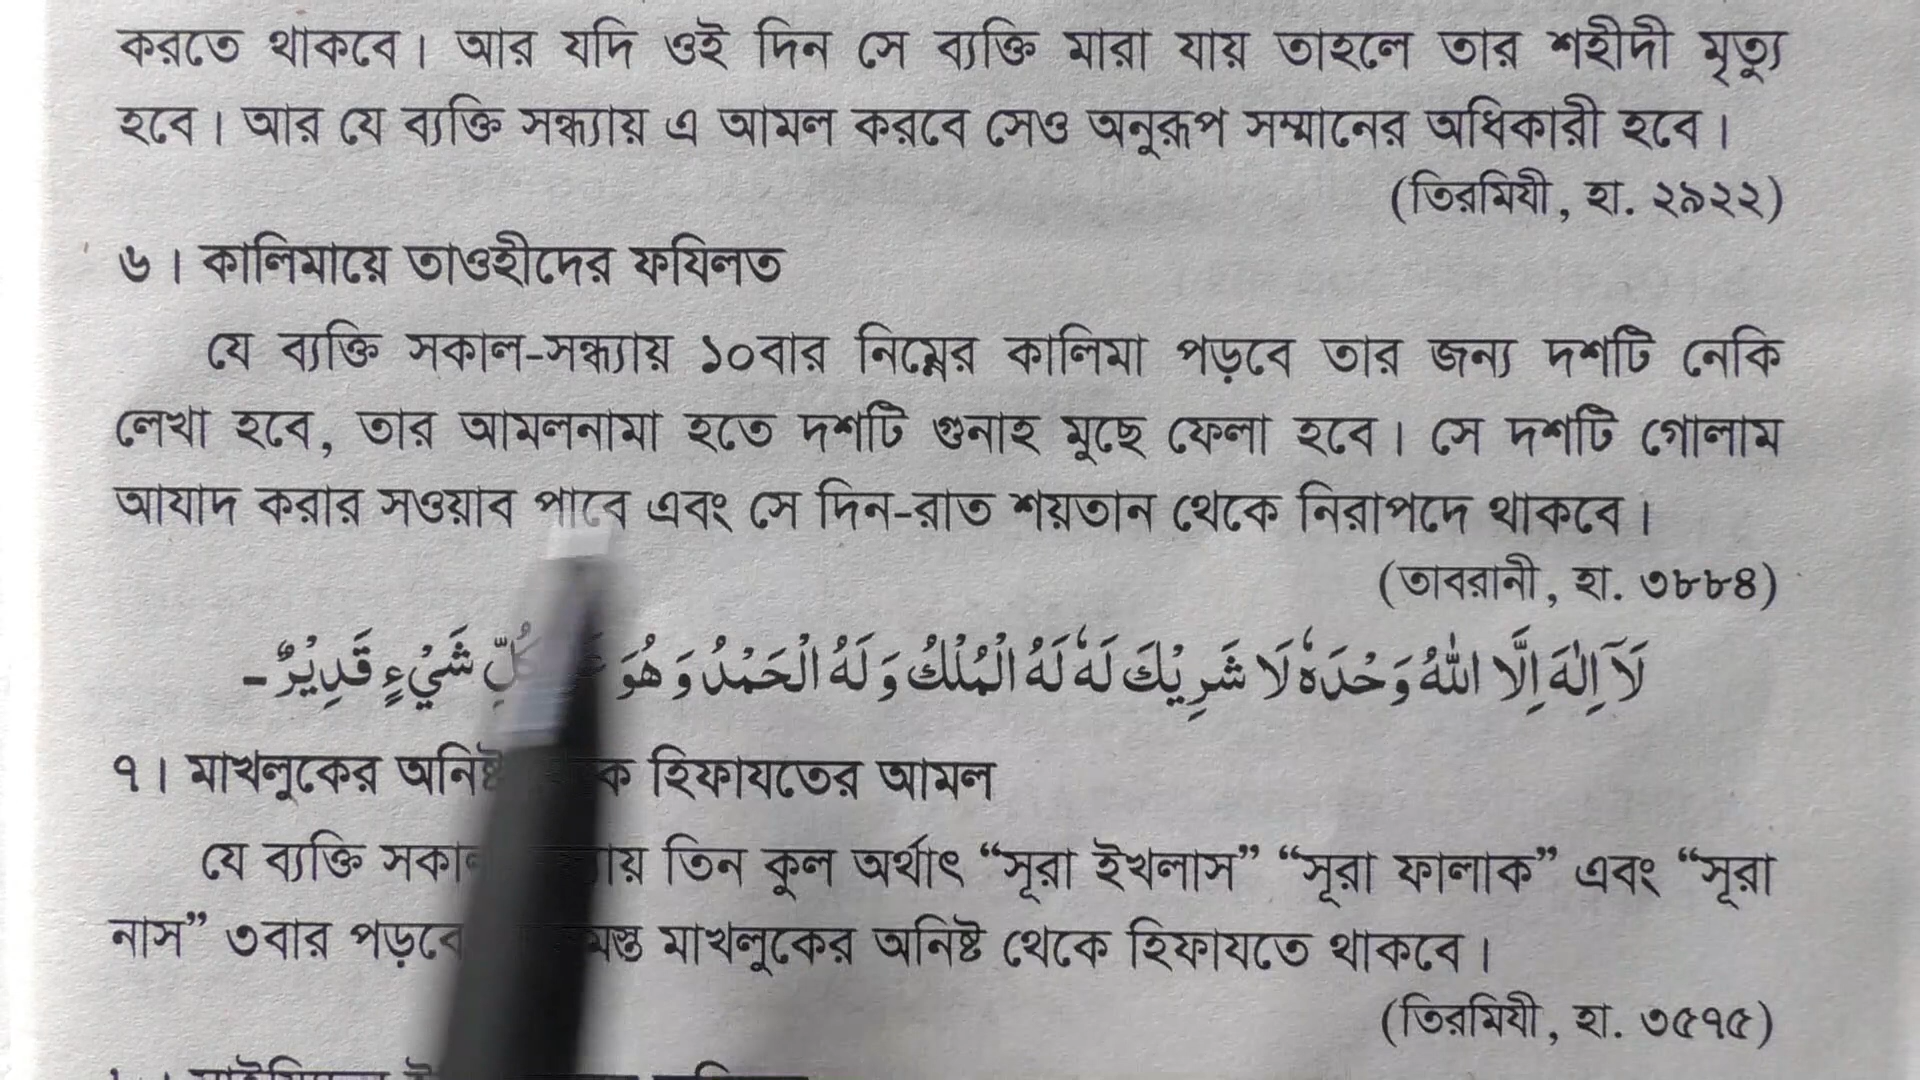 করতে থাকবে। আর যদি ওই দিন সে ব্যক্তি মারা যায় তাহলে তার শহীদী মৃত্যু
হবে। আর যে ব্যক্তি সন্ধ্যায় এ আমল করবে সেও অনুরূপ সম্মানের অধিকারী হবে।
(তিরমিযী, হা. ২৯২২)
৬। কালিমায়ে তাওহীদের ফযিলত
যে ব্যক্তি সকাল-সন্ধ্যায় ১০বার নিম্নের কালিমা পড়বে তার জন্য দশটি নেকি
লেখা হবে, তার আমলনামা হতে দশটি গুনাহ মুছে ফেলা হবে। সে দশটি গোলাম
আযাদ করার সওয়াব পাবে এবং সে দিন-রাত শয়তান থেকে নিরাপদে থাকবে।
(তাবরানী, হা. ৩৮৮৪)
لَآ اِلٰهَ اِلَّا اللّٰهُ وَحْدَهٗ لَا شَرِيْكَ لَهٗ لَهُ الْمُلْكُ وَلَهُ الْحَمْدُ وَهُوَ كُلِّ شَيْءٍ قَدِيْرٌ-
৭। মাখলুকের হিফাযতের আমল
যে ব্যক্তি তিন কুল অর্থাৎ “সূরা ইখলাস” “সূরা ফালাক” এবং “সূরা
নাস” ৩বার পড়বে মাখলুকের অনিষ্ট থেকে হিফাযতে থাকবে।
(তিরমিযী, হা. ৩৫৭৫)